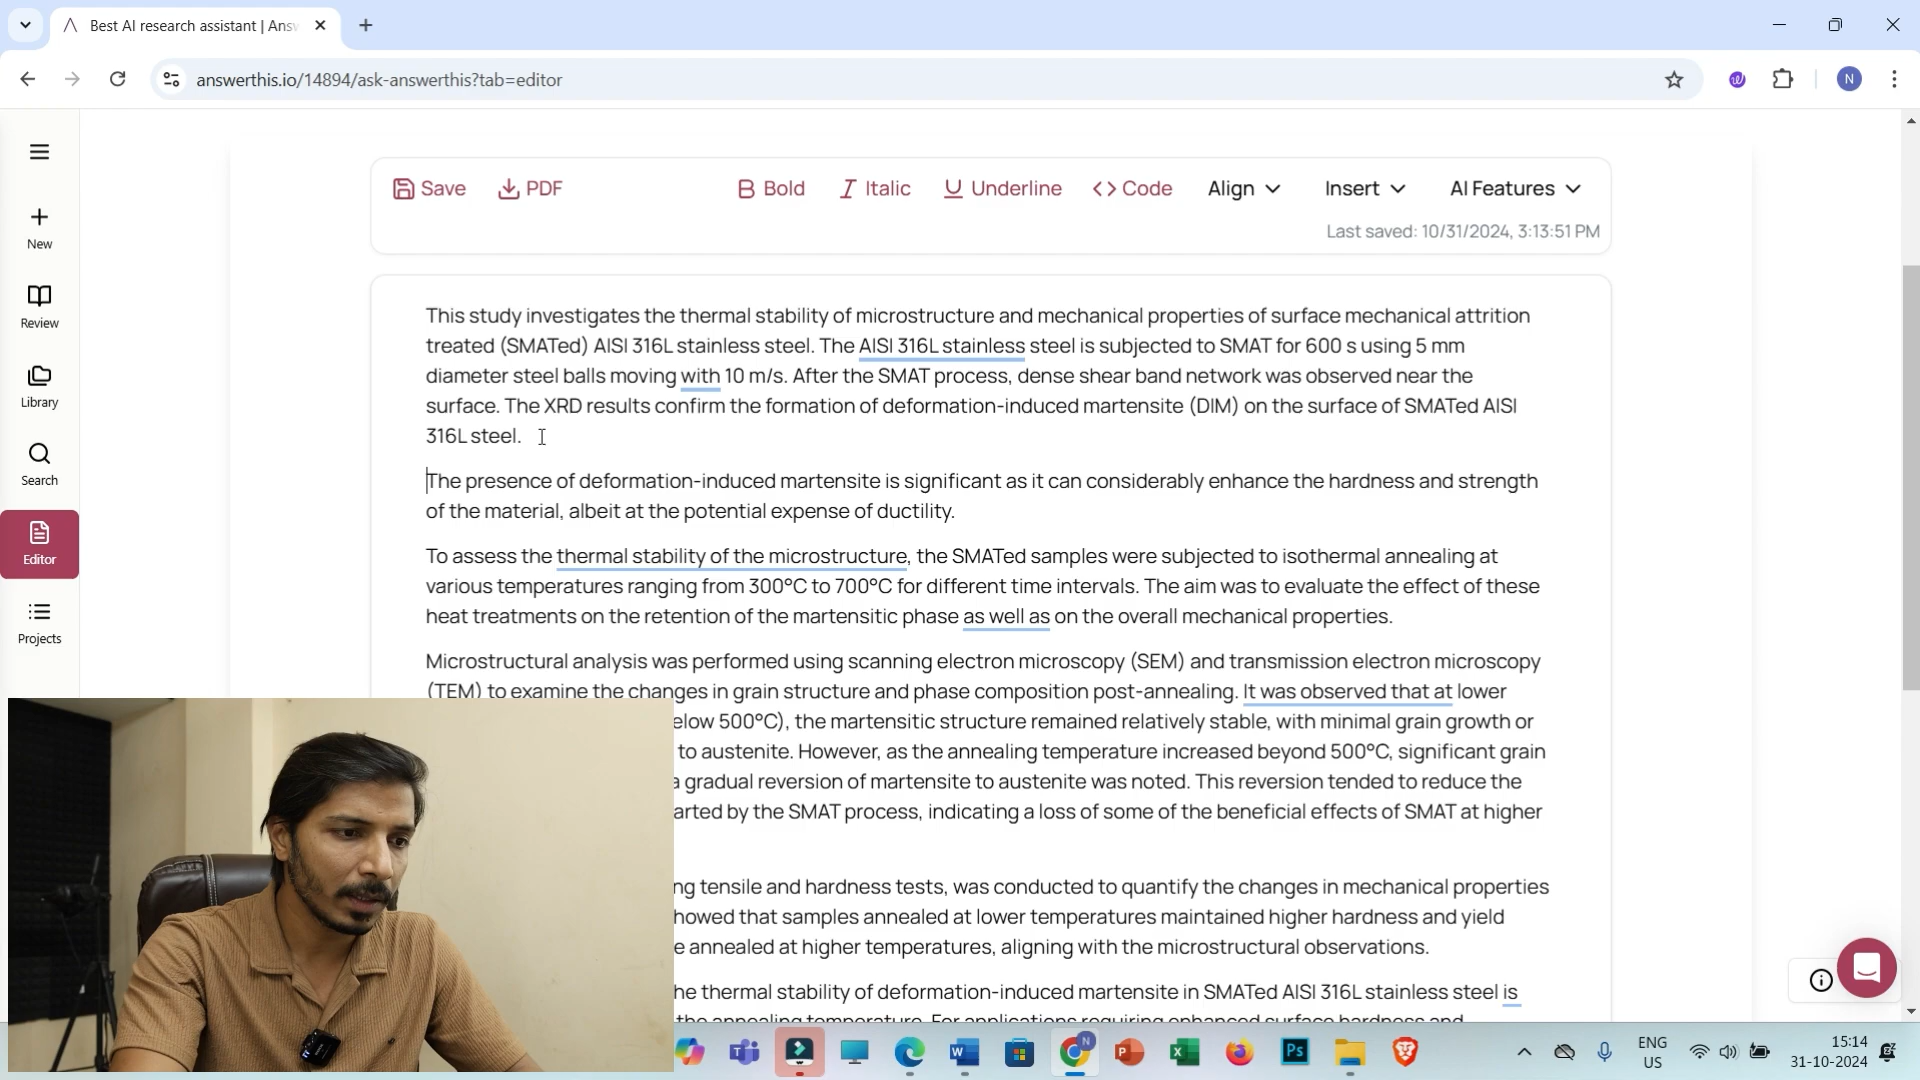 Best AI research assistant | Answ
answerthis.io/14894/ask-answerthis?tab=editor
N
New
Review
Library
Search
Editor
Projects
Save
PDF
B Bold
I Italic
U Underline
<> Code
Align
Insert
AI Features
Last saved: 10/31/2024, 3:13:51 PM
This study investigates the thermal stability of microstructure and mechanical properties of surface mechanical attrition
treated (SMATed) AISI 316L stainless steel. The AISI 316L stainless steel is subjected to SMAT for 600 s using 5 mm
diameter steel balls moving with 10 m/s. After the SMAT process, dense shear band network was observed near the
surface. The XRD results confirm the formation of deformation-induced martensite (DIM) on the surface of SMATed AISI
316L steel.
The presence of deformation-induced martensite is significant as it can considerably enhance the hardness and strength
of the material, albeit at the potential expense of ductility.
To assess the thermal stability of the microstructure, the SMATed samples were subjected to isothermal annealing at
various temperatures ranging from 300°C to 700°C for different time intervals. The aim was to evaluate the effect of these
heat treatments on the retention of the martensitic phase as well as on the overall mechanical properties.
Microstructural analysis was performed using scanning electron microscopy (SEM) and transmission electron microscopy
(TEM) to examine the changes in grain structure and phase composition post-annealing. It was observed that at lower
elow 500°C), the martensitic structure remained relatively stable, with minimal grain growth or
to austenite. However, as the annealing temperature increased beyond 500°C, significant grain
a gradual reversion of martensite to austenite was noted. This reversion tended to reduce the
arted by the SMAT process, indicating a loss of some of the beneficial effects of SMAT at higher
ng tensile and hardness tests, was conducted to quantify the changes in mechanical properties
howed that samples annealed at lower temperatures maintained higher hardness and yield
e annealed at higher temperatures, aligning with the microstructural observations.
he thermal stability of deformation-induced martensite in SMATed AISI 316L stainless steel is
the annealing temperature. For applications requiring enhanced surface hardness and
N
Ps
ENG
US
15:14
31-10-2024